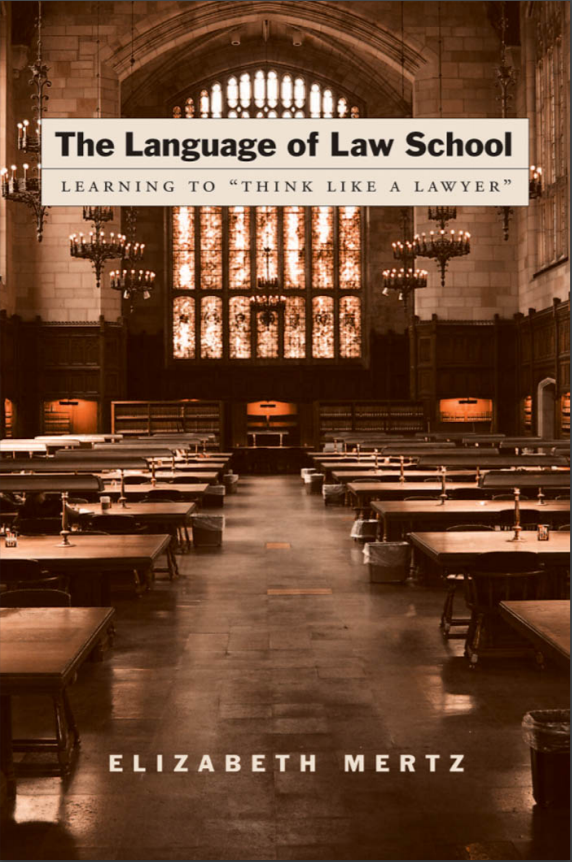 The Language of Law School
LEARNING TO “THINK LIKE A LAWYER”
ELIZABETH MERTZ